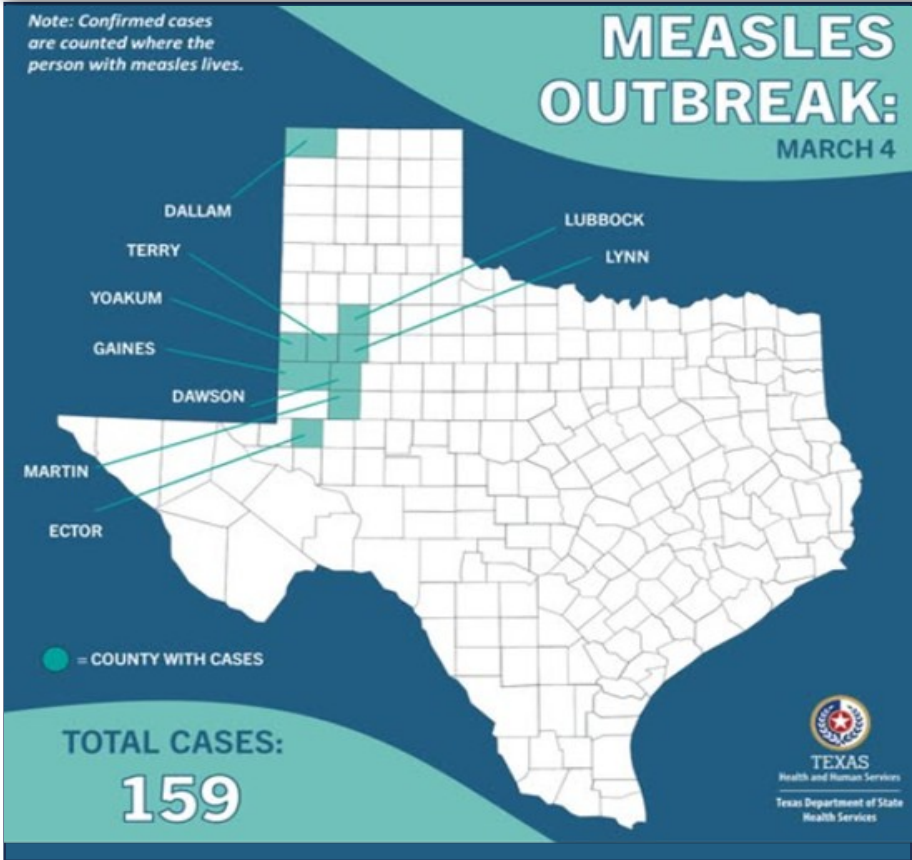 Note: Confirmed cases
are counted where the
person with measles lives.
MEASLES
OUTBREAK:
MARCH 4
DALLAM
TERRY
YOAKUM
GAINES
DAWSON
MARTIN
ECTOR
LUBBOCK
LYNN
= COUNTY WITH CASES
TOTAL CASES:
159
TEXAS
Health and Human Services
Texas Department of State
Health Services